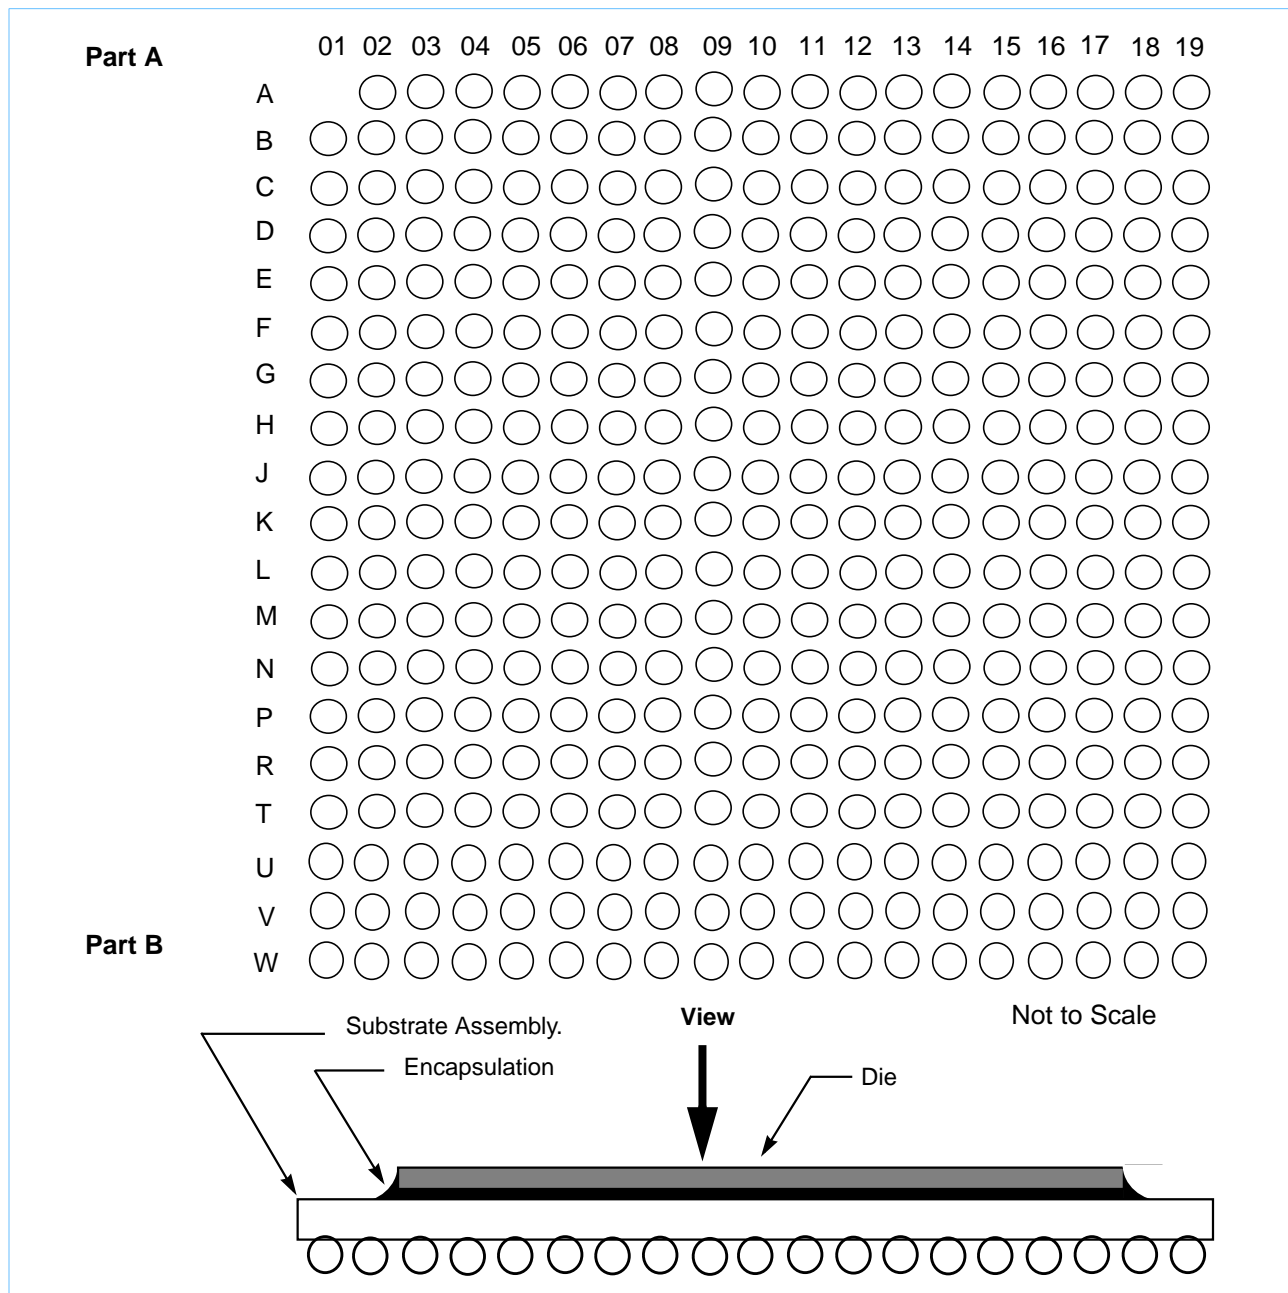 Part A
01 02 03 04 05 06 07 08 09 10 11 12 13 14 15 16 17 18 19
A
B
C
D
E
F
G
H
J
K
L
M
N
P
R
T
U
V
Part B
W
View
Not to Scale
Substrate Assembly.
Encapsulation
Die